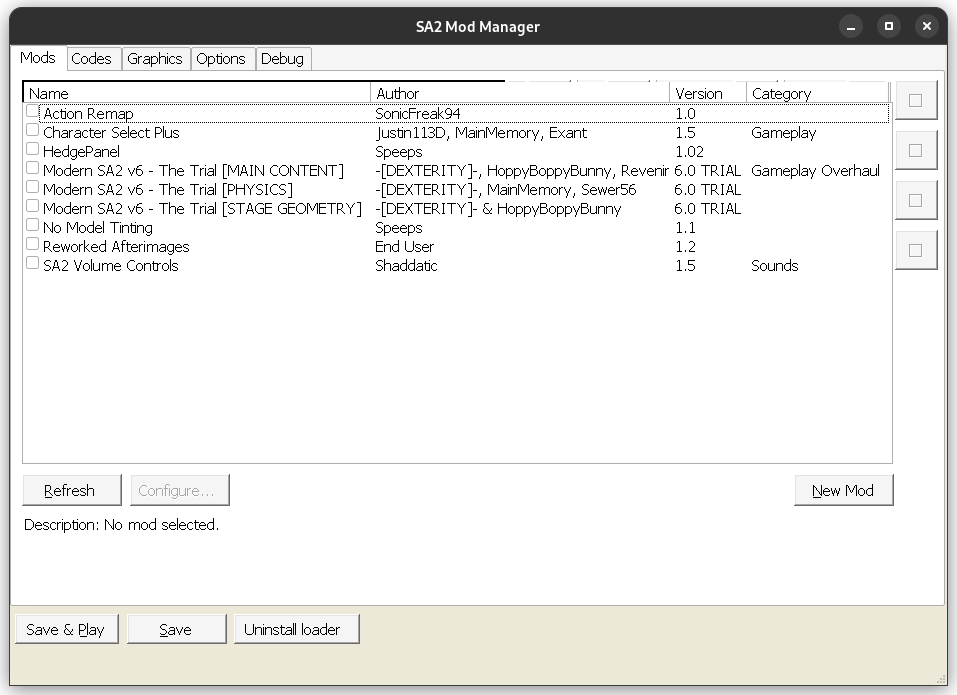 SA2 Mod Manager
Mods Codes Graphics Options Debug
Name Author Version Category
Action Remap SonicFreak94 1.0
Character Select Plus Justin113D, MainMemory, Exant 1.5 Gameplay
HedgePanel Speeps 1.02
Modern SA2 v6 - The Trial [MAIN CONTENT] -[DEXTERITY]-, HoppyBoppyBunny, Revenir 6.0 TRIAL Gameplay Overhaul
Modern SA2 v6 - The Trial [PHYSICS] -[DEXTERITY]-, MainMemory, Sewer56 6.0 TRIAL
Modern SA2 v6 - The Trial [STAGE GEOMETRY] -[DEXTERITY]- & HoppyBoppyBunny 6.0 TRIAL
No Model Tinting Speeps 1.1
Reworked Afterimages End User 1.2
SA2 Volume Controls Shaddatic 1.5 Sounds
Refresh Configure... New Mod
Description: No mod selected.
Save & Play Save Uninstall loader